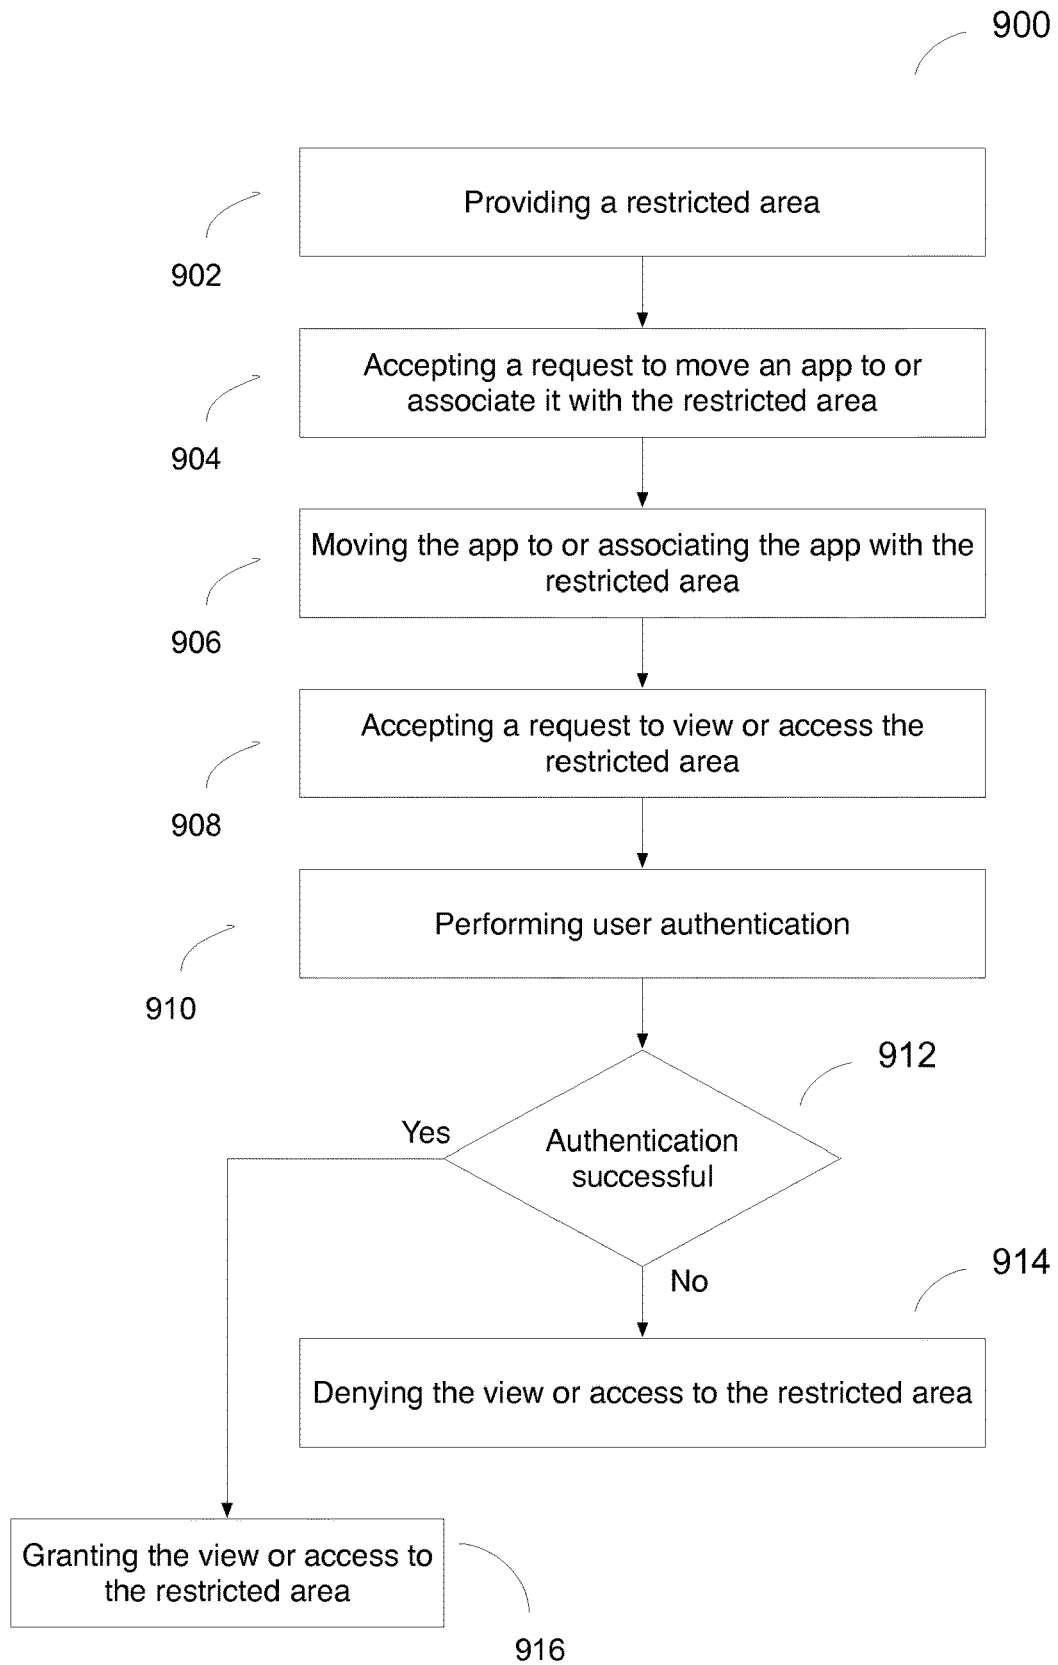 900
Providing a restricted area
902
Accepting a request to move an app to or
associate it with the restricted area
904
Moving the app to or associating the app with the
restricted area
906
Accepting a request to view or access the
restricted area
908
Performing user authentication
910
912
Yes
Authentication
successful
No
914
Denying the view or access to the restricted area
Granting the view or access to
the restricted area
916